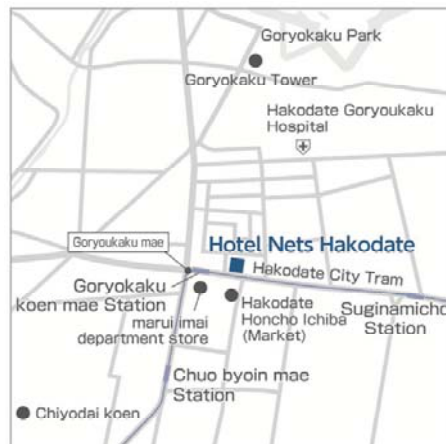 Goryokaku Park
Goryokaku Tower
Hakodate Goryoukaku
Hospital
Goryoukaku mae
Hotel Nets Hakodate
Hakodate City Tram
Goryokaku
koen mae Station
marui imai
department store
Hakodate
Honcho Ichiba
(Market)
Suginamicho
Station
Chuo byoin mae
Station
Chiyodai koen